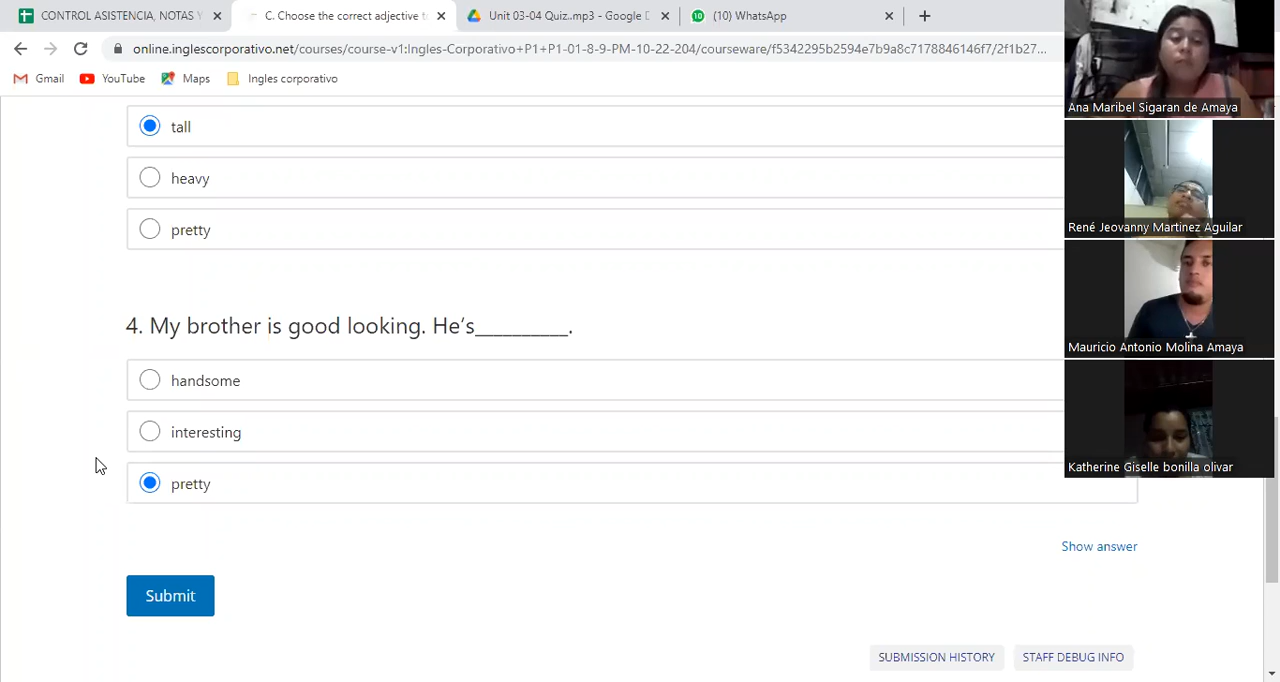 CONTROL ASISTENCIA, NOTAS Y
C. Choose the correct adjective t
Unit 03-04 Quiz..mp3 - Google D
(10) WhatsApp
online.inglescorporativo.net/courses/course-v1:Ingles-Corporativo+P1+P1-01-8-9-PM-10-22-204/courseware/f5342295b2594e7b9a8c7178846146f7/2f1b27...
Gmail
YouTube
Maps
Ingles corporativo
tall
heavy
pretty
4. My brother is good looking. He’s__________.
handsome
interesting
pretty
Show answer
Submit
SUBMISSION HISTORY
STAFF DEBUG INFO
Ana Maribel Sigaran de Amaya
René Jeovanny Martinez Aguilar
Mauricio Antonio Molina Amaya
Katherine Giselle bonilla olivar